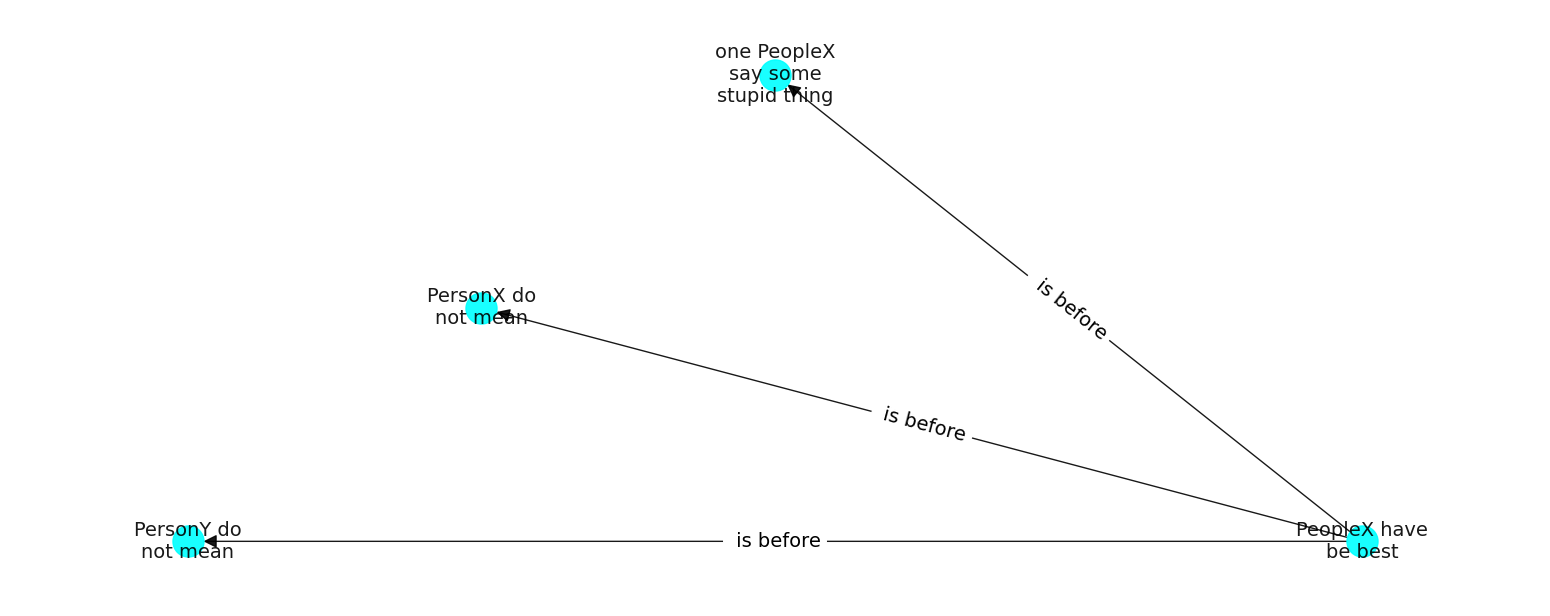 one PeopleX
say some
stupid thing
is before
PersonX do
not mean
is before
PersonY do
not mean
is before
PeopleX have
be best